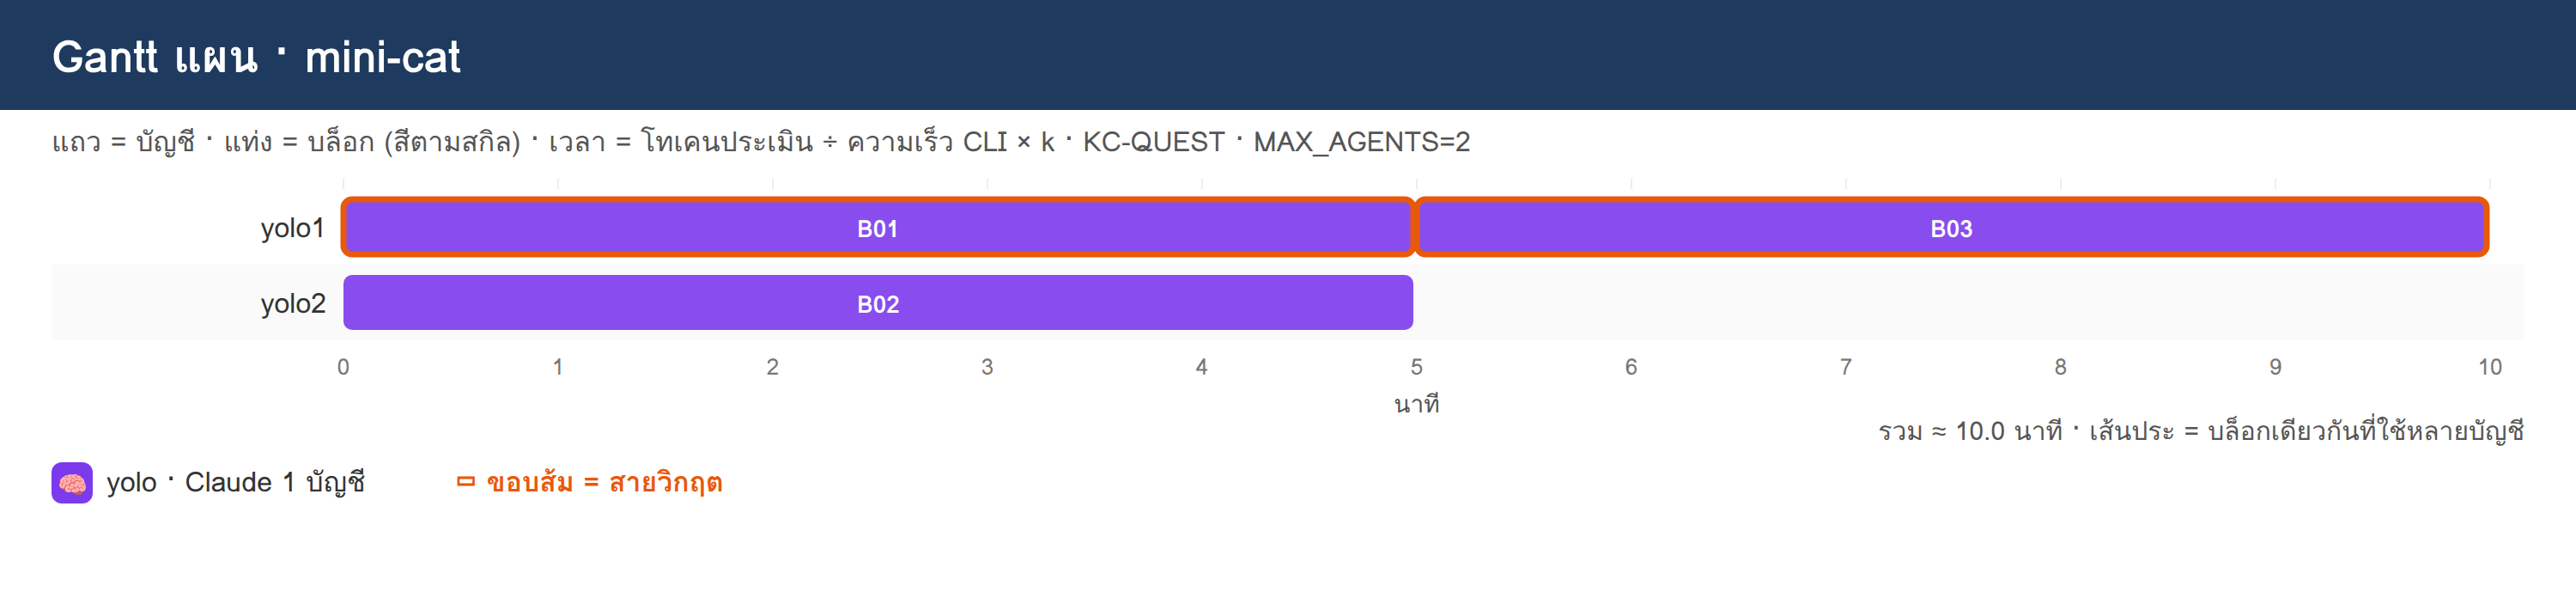 Gantt แผน · mini-cat
แถว = บัญชี · แท่ง = บล็อก (สีตามสกิล) · เวลา = โทเคนประเมิน ÷ ความเร็ว CLI × k · KC-QUEST · MAX_AGENTS=2
yolo1 B01 B03
yolo2 B02
0 1 2 3 4 5 6 7 8 9 10
นาที
รวม ≈ 10.0 นาที · เส้นประ = บล็อกเดียวกันที่ใช้หลายบัญชี
yolo · Claude 1 บัญชี ขอบส้ม = สายวิกฤต